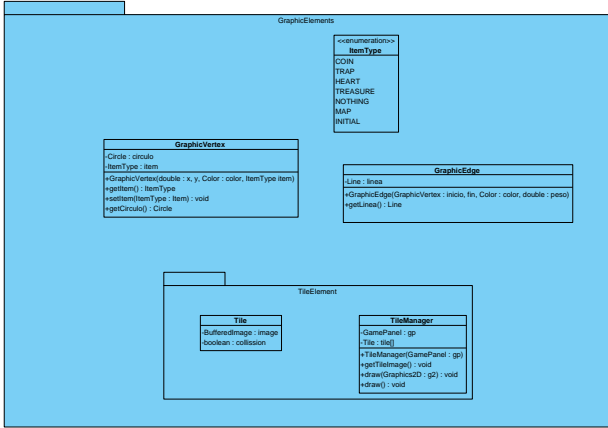 GraphicElements
<<enumeration>>
ItemType
COIN
TRAP
HEART
TREASURE
NOTHING
MAP
INITIAL
GraphicVertex
-Circle : circulo
-ItemType : item
+GraphicVertex(double : x, y, Color : color, ItemType item)
+getItem() : ItemType
+setItem(ItemType : Item) : void
+getCirculo() : Circle
GraphicEdge
-Line : linea
+GraphicEdge(GraphicVertex : inicio, fin, Color : color, double : peso)
+getLinea() : Line
TileElement
Tile
-BufferedImage : image
-boolean : collission
TileManager
-GamePanel : gp
-Tile : tile[]
+TileManager(GamePanel : gp)
+getTileImage() : void
+draw(Graphics2D : g2) : void
+draw() : void